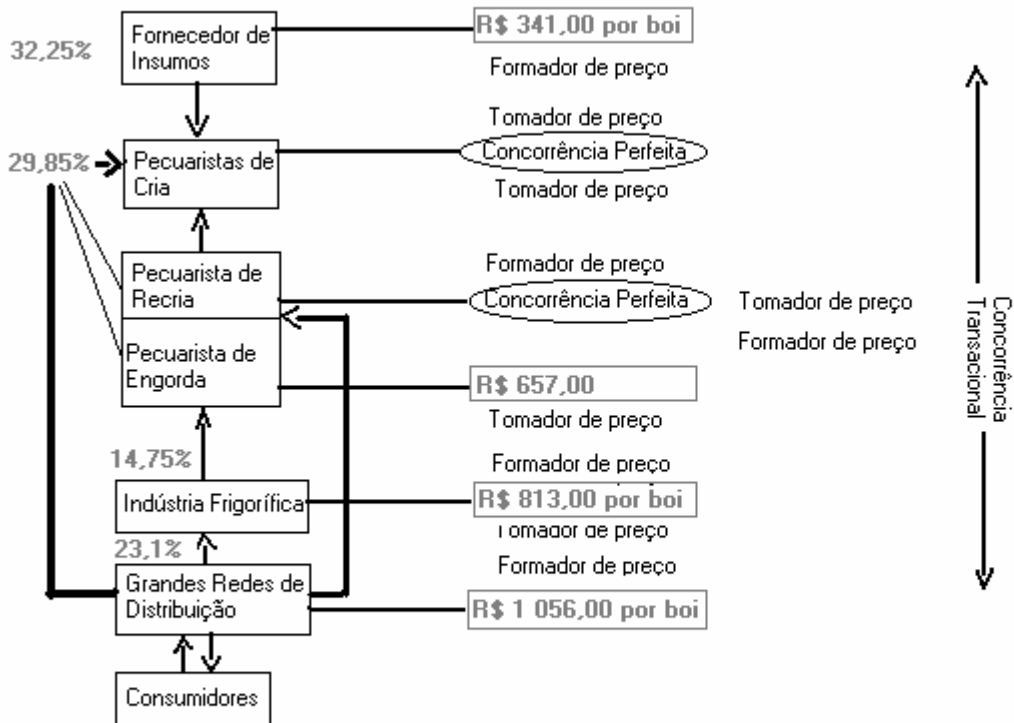 R$ 341,00 por boi
Fornecedor de
Insumos
32,25%
Formador de preço
Tomador de preço
29,85%
Pecuaristas de
Cria
Concorrência Perfeita
Tomador de preço
Formador de preço
Pecuarista de
Recria
Concorrência Perfeita
Tomador de preço
Formador de preço
Concorrência
Transacional
Pecuarista de
Engorda
R$ 657,00
Tomador de preço
14,75%
Formador de preço
Indústria Frigorífica
R$ 813,00 por boi
Tomador de preço
23,1%
Formador de preço
Grandes Redes de
Distribuição
R$ 1 056,00 por boi
Consumidores